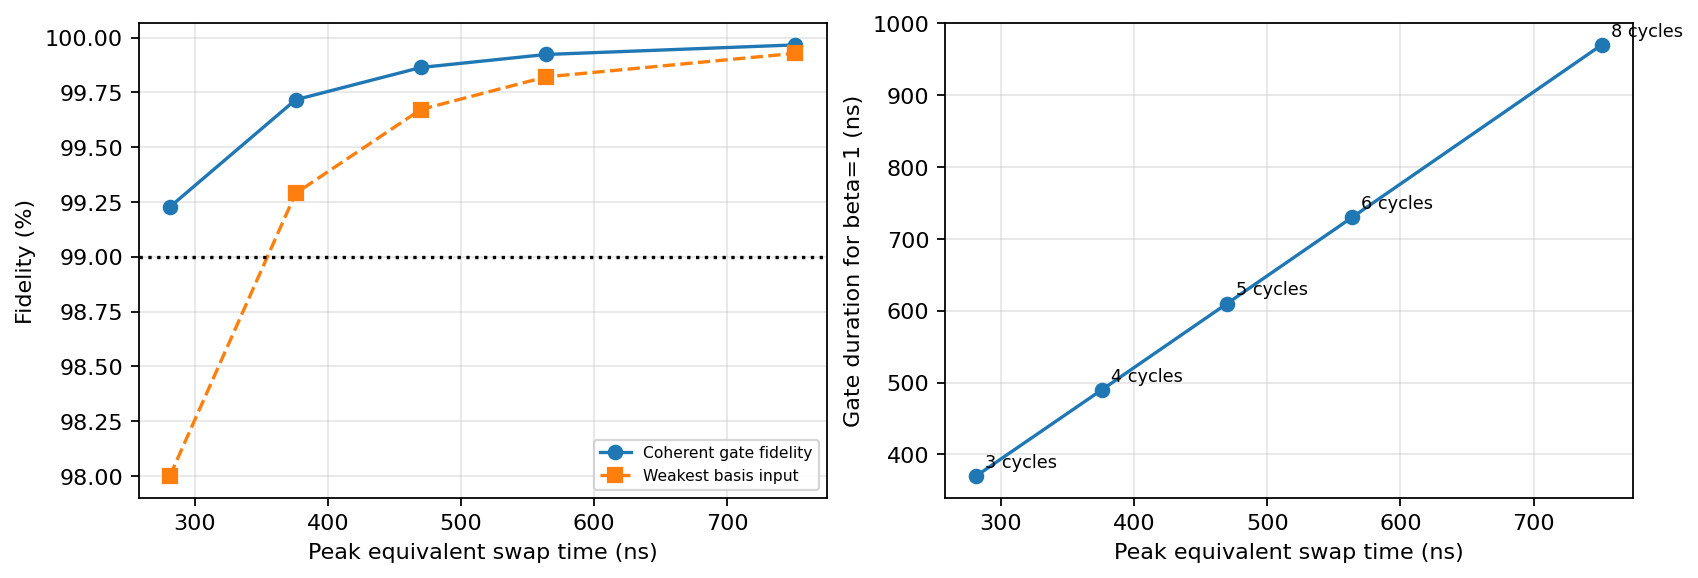 Fidelity (%)
100.00
99.75
99.50
99.25
99.00
98.75
98.50
98.25
98.00
Coherent gate fidelity
Weakest basis input
300 400 500 600 700
Peak equivalent swap time (ns)
Gate duration for beta=1 (ns)
1000
900
800
700
600
500
400
8 cycles
6 cycles
5 cycles
4 cycles
3 cycles
300 400 500 600 700
Peak equivalent swap time (ns)